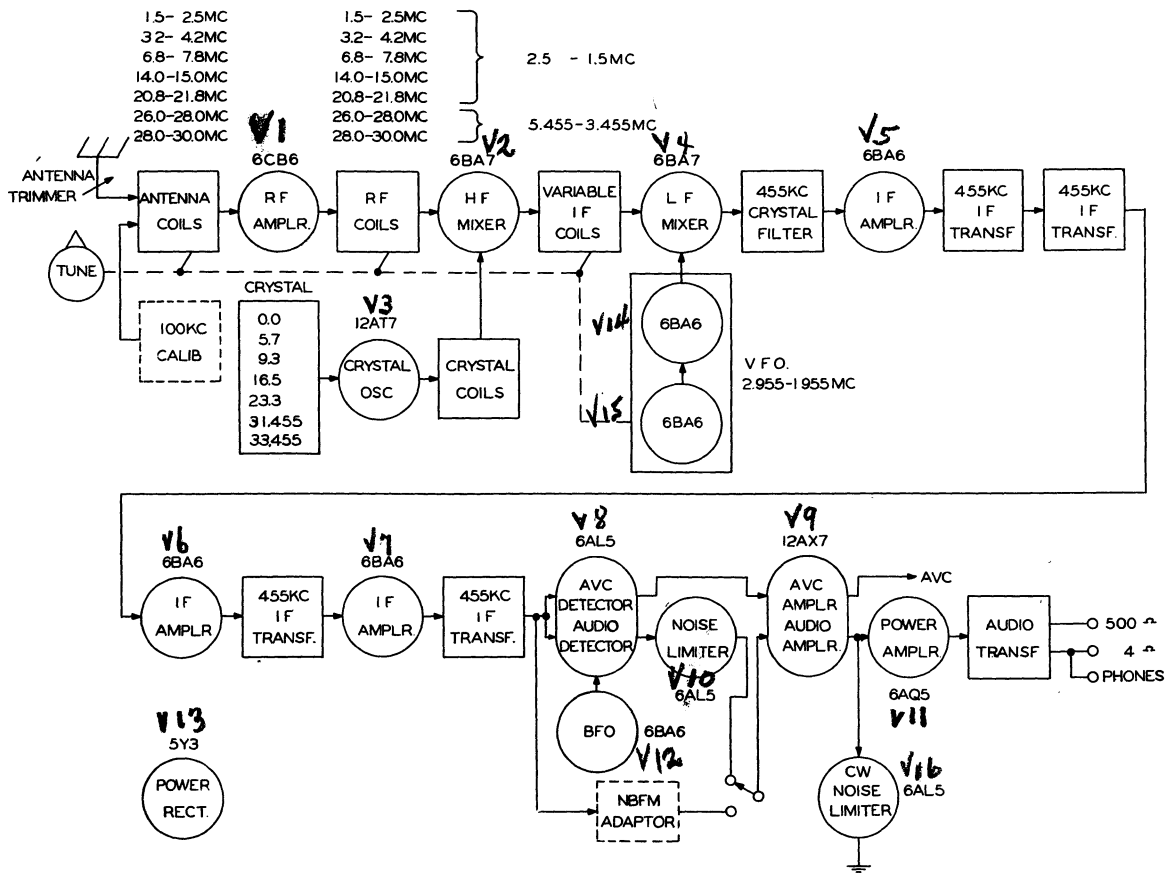 1.5- 2.5MC
3.2- 4.2MC
6.8- 7.8MC
14.0-15.0MC
20.8-21.8MC
26.0-28.0MC
28.0-30.0MC
1.5- 2.5MC
3.2- 4.2MC
6.8- 7.8MC
14.0-15.0MC
20.8-21.8MC
26.0-28.0MC
28.0-30.0MC
2.5 - 1.5MC
5.455-3.455MC
ANTENNA
TRIMMER
ANTENNA
COILS
V1
6CB6
RF
AMPLR.
RF
COILS
V2
6BA7
HF
MIXER
VARIABLE
IF
COILS
V4
6BA7
LF
MIXER
455KC
CRYSTAL
FILTER
V5
6BA6
IF
AMPLR.
455KC
IF
TRANSF
455KC
IF
TRANSF.
TUNE
100KC
CALIB
CRYSTAL
0.0
5.7
9.3
16.5
23.3
31.455
33.455
V3
12AT7
CRYSTAL
OSC
CRYSTAL
COILS
V14
6BA6
V15
6BA6
VFO.
2.955-1.955MC
V6
6BA6
IF
AMPLR
455KC
IF
TRANSF.
V7
6BA6
IF
AMPLR.
455KC
IF
TRANSF.
V8
6AL5
AVC
DETECTOR
AUDIO
DETECTOR
NOISE
LIMITER
V10
6AL5
V9
12AX7
AVC
AMPLR
AUDIO
AMPLR.
AVC
POWER
AMPLR.
6AQ5
V11
AUDIO
TRANSF
500 Ω
4 Ω
PHONES
V13
5Y3
POWER
RECT.
BFO
6BA6
V12
NBFM
ADAPTOR
CW
NOISE
LIMITER
V16
6AL5